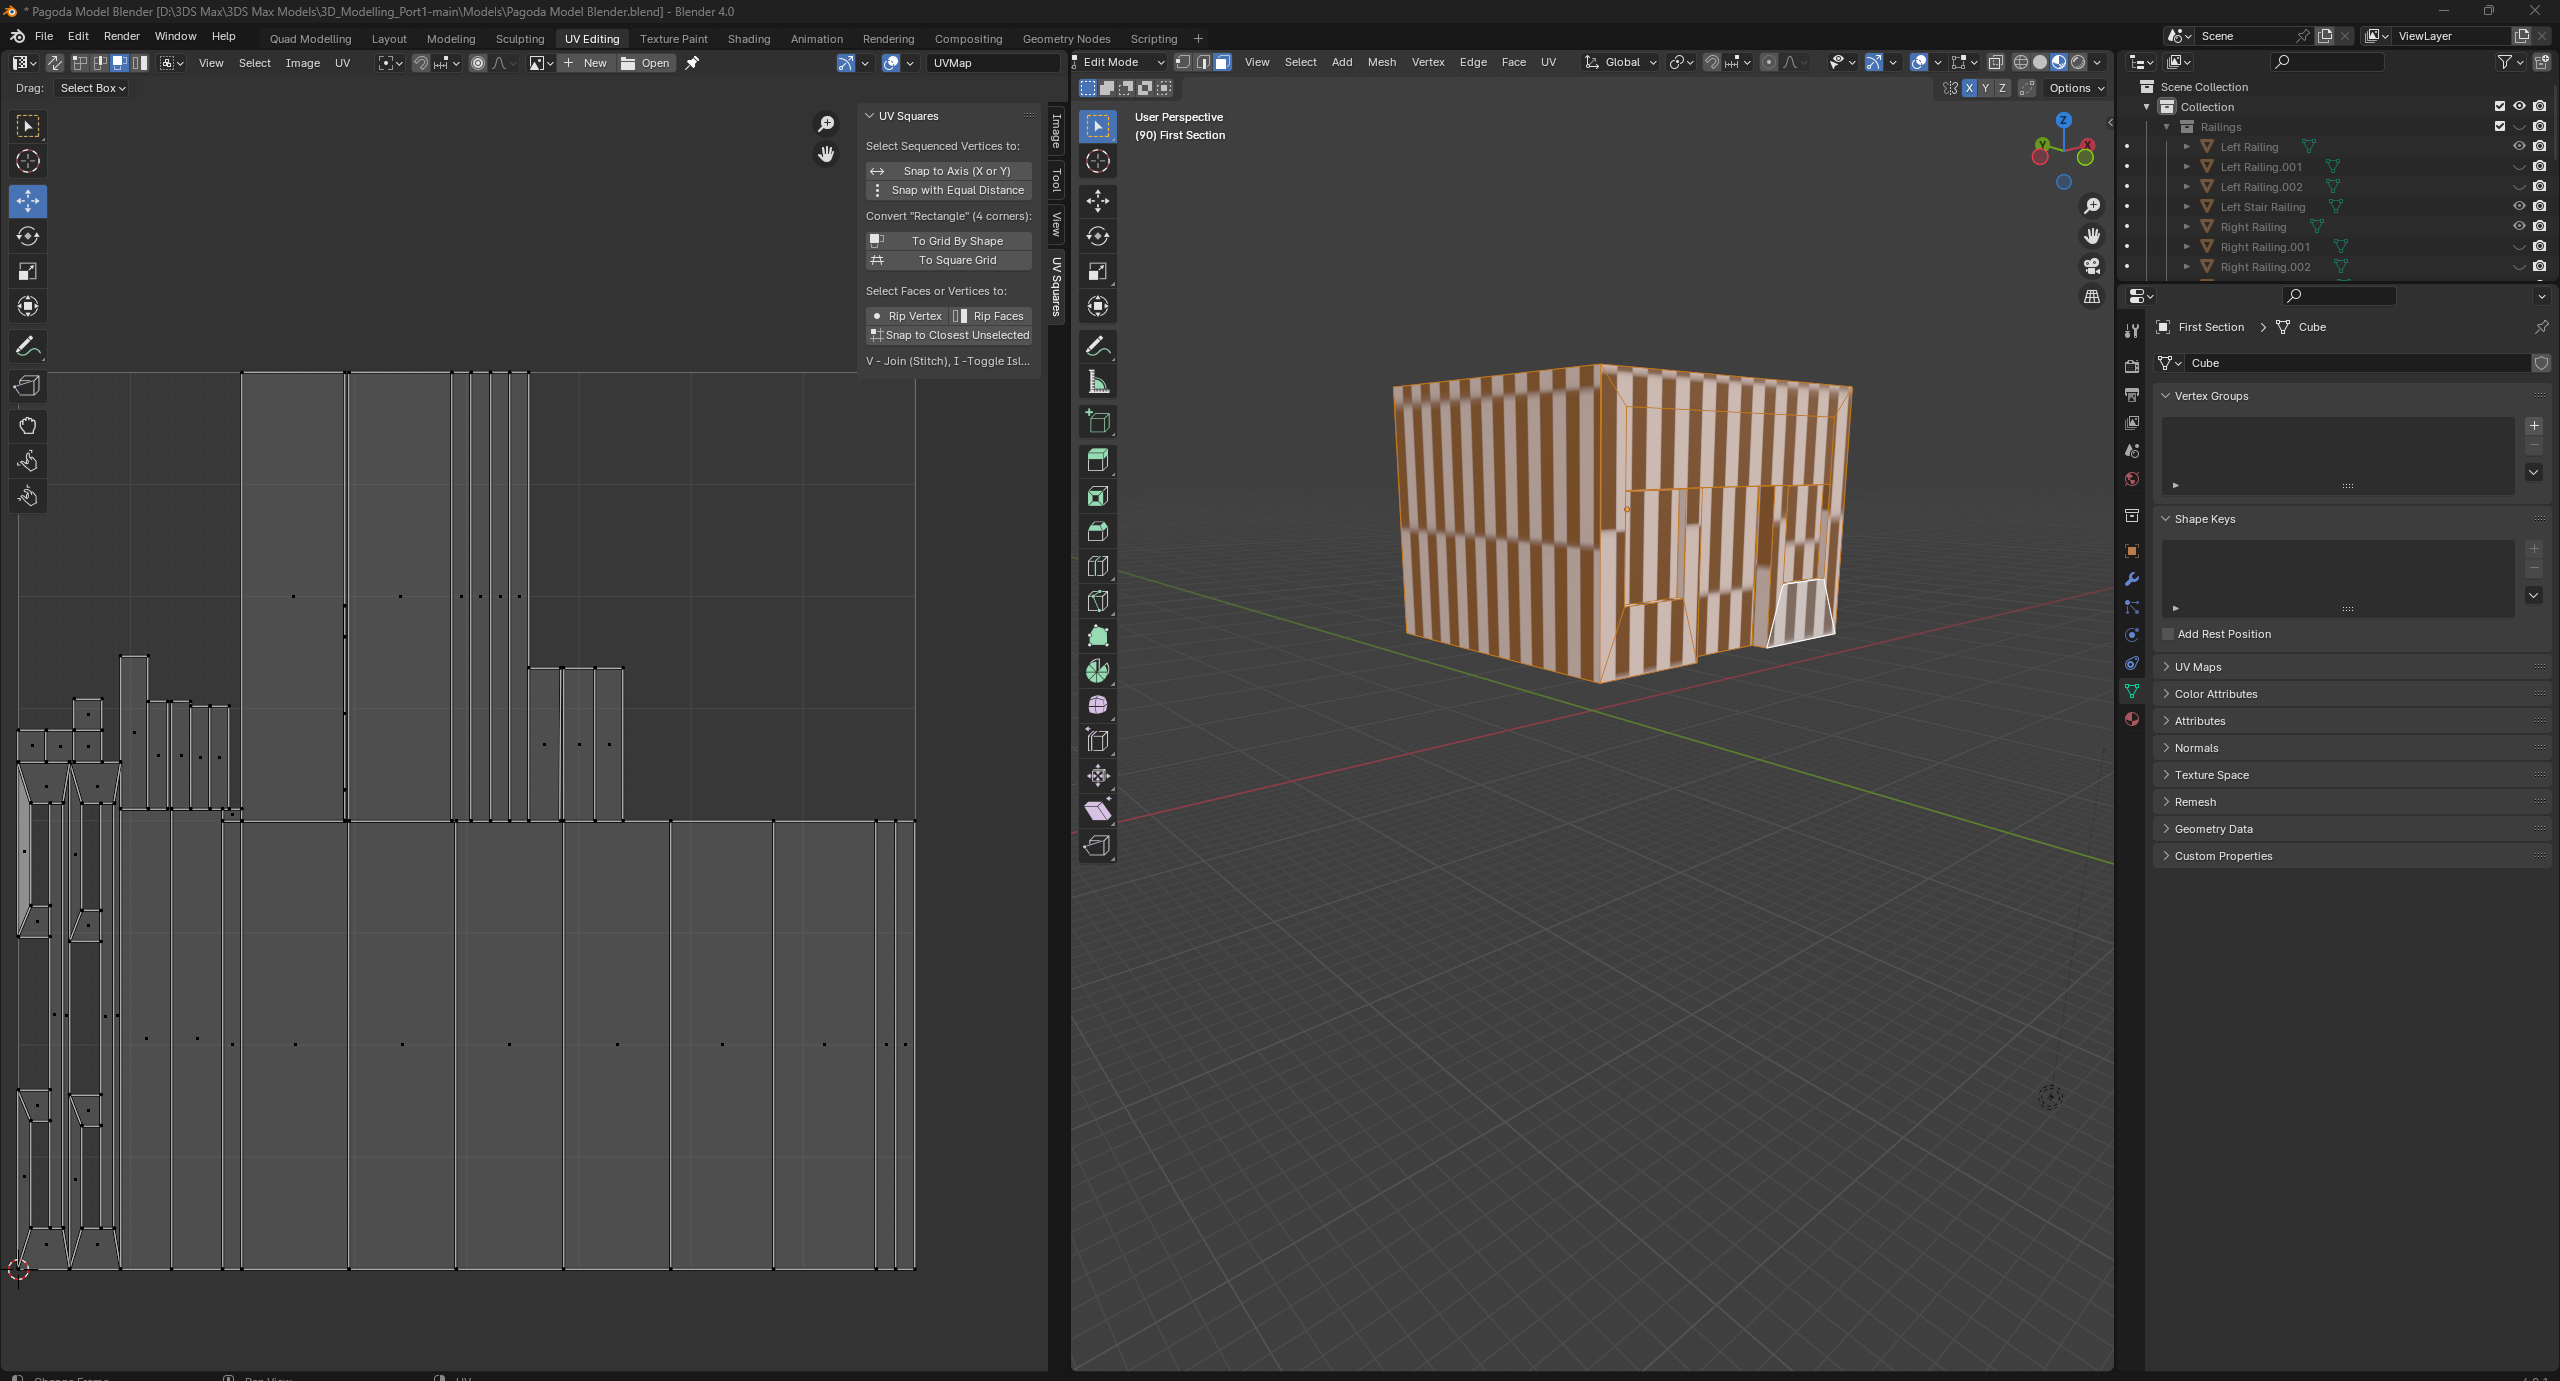 * Pagoda Model Blender [D:\3DS Max\3DS Max Models\3D_Modelling_Port1-main\Models\Pagoda Model Blender.blend] - Blender 4.0
File Edit Render Window Help Quad Modelling Layout Modeling Sculpting UV Editing Texture Paint Shading Animation Rendering Compositing Geometry Nodes Scripting + Scene ViewLayer
View Select Image UV New Open UVMap
Edit Mode View Select Add Mesh Vertex Edge Face UV Global
Drag: Select Box
X Y Z Options
UV Squares
Select Sequenced Vertices to:
Snap to Axis (X or Y)
Snap with Equal Distance
Convert "Rectangle" (4 corners):
To Grid By Shape
To Square Grid
Select Faces or Vertices to:
Rip Vertex Rip Faces
Snap to Closest Unselected
V - Join (Stitch), I -Toggle Isl...
Image
Tool
View
UV Squares
User Perspective
(90) First Section
Z
Y
X
Scene Collection
Collection
Railings
Left Railing
Left Railing.001
Left Railing.002
Left Stair Railing
Right Railing
Right Railing.001
Right Railing.002
First Section > Cube
Cube
Vertex Groups
Shape Keys
Add Rest Position
UV Maps
Color Attributes
Attributes
Normals
Texture Space
Remesh
Geometry Data
Custom Properties